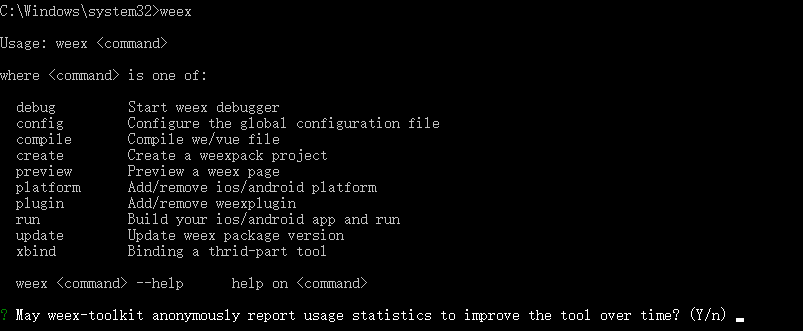 C:\Windows\system32>weex
Usage: weex <command>
where <command> is one of:
debug Start weex debugger
config Configure the global configuration file
compile Compile we/vue file
create Create a weexpack project
preview Preview a weex page
platform Add/remove ios/android platform
plugin Add/remove weexplugin
run Build your ios/android app and run
update Update weex package version
xbind Binding a thrid-part tool
weex <command> --help help on <command>
? May weex-toolkit anonymously report usage statistics to improve the tool over time? (Y/n)